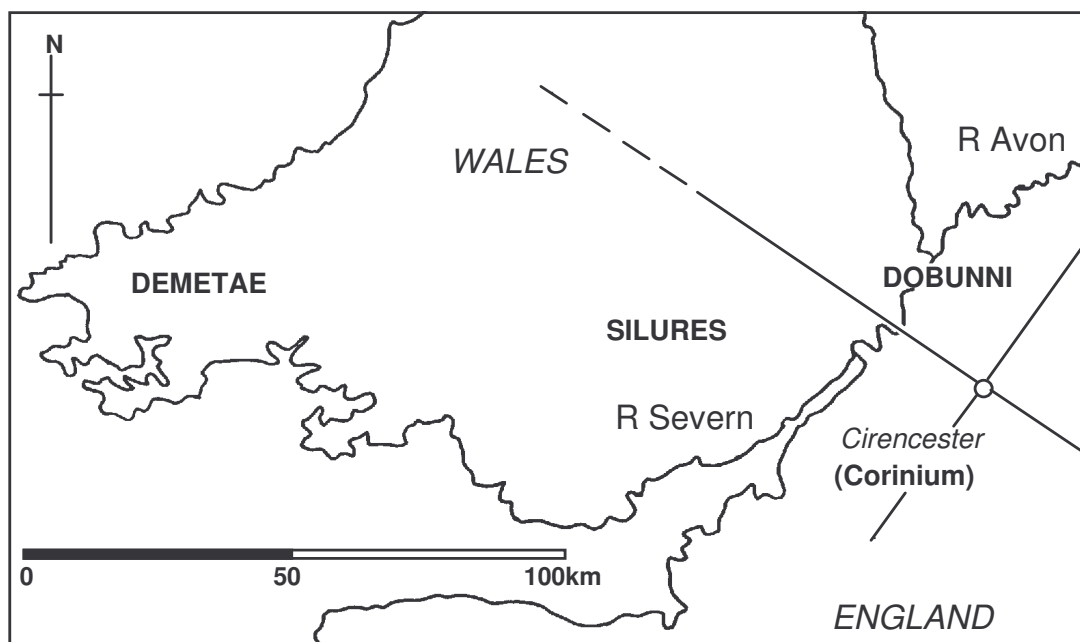 N
R Avon
WALES
DOBUNNI
DEMETAE
SILURES
R Severn
Cirencester
(Corinium)
0 50 100km
ENGLAND